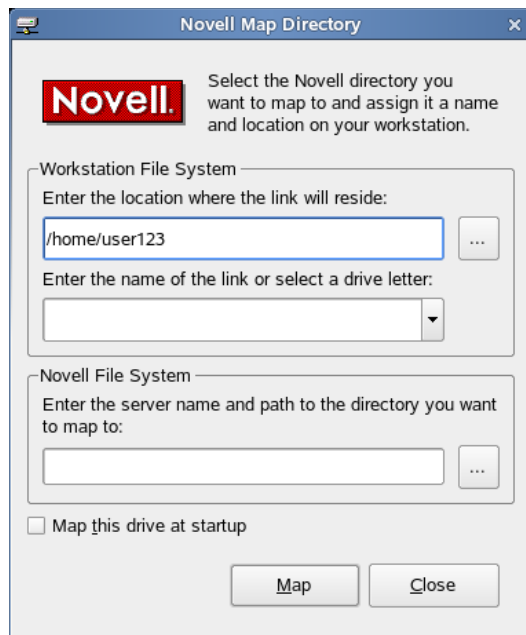 Novell Map Directory
Novell.
Select the Novell directory you
want to map to and assign it a name
and location on your workstation.
Workstation File System
Enter the location where the link will reside:
/home/user123
...
Enter the name of the link or select a drive letter:
Novell File System
Enter the server name and path to the directory you want
to map to:
...
Map this drive at startup
Map
Close